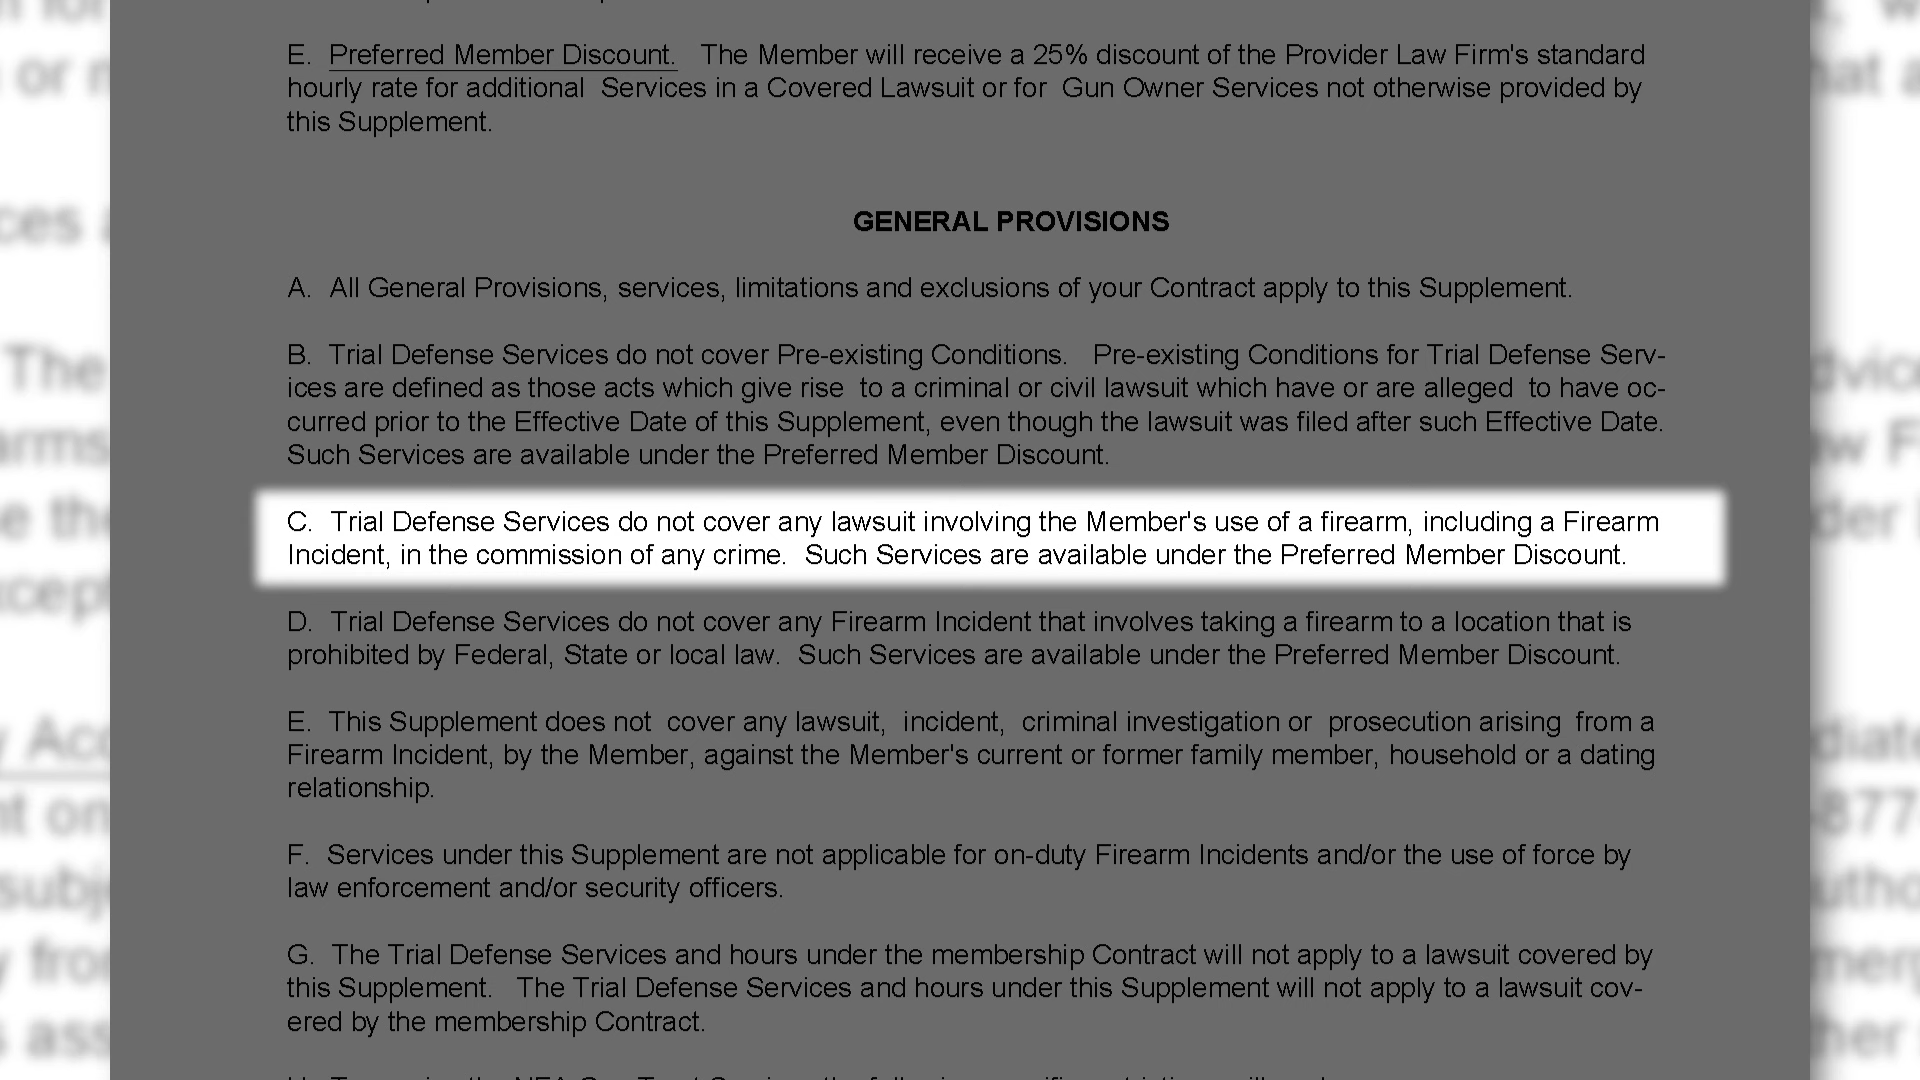 E. Preferred Member Discount. The Member will receive a 25% discount of the Provider Law Firm's standard
hourly rate for additional Services in a Covered Lawsuit or for Gun Owner Services not otherwise provided by
this Supplement.
GENERAL PROVISIONS
A. All General Provisions, services, limitations and exclusions of your Contract apply to this Supplement.
B. Trial Defense Services do not cover Pre-existing Conditions. Pre-existing Conditions for Trial Defense Serv-
ices are defined as those acts which give rise to a criminal or civil lawsuit which have or are alleged to have oc-
curred prior to the Effective Date of this Supplement, even though the lawsuit was filed after such Effective Date.
Such Services are available under the Preferred Member Discount.
C. Trial Defense Services do not cover any lawsuit involving the Member's use of a firearm, including a Firearm
Incident, in the commission of any crime. Such Services are available under the Preferred Member Discount.
D. Trial Defense Services do not cover any Firearm Incident that involves taking a firearm to a location that is
prohibited by Federal, State or local law. Such Services are available under the Preferred Member Discount.
E. This Supplement does not cover any lawsuit, incident, criminal investigation or prosecution arising from a
Firearm Incident, by the Member, against the Member's current or former family member, household or a dating
relationship.
F. Services under this Supplement are not applicable for on-duty Firearm Incidents and/or the use of force by
law enforcement and/or security officers.
G. The Trial Defense Services and hours under the membership Contract will not apply to a lawsuit covered by
this Supplement. The Trial Defense Services and hours under this Supplement will not apply to a lawsuit cov-
ered by the membership Contract.